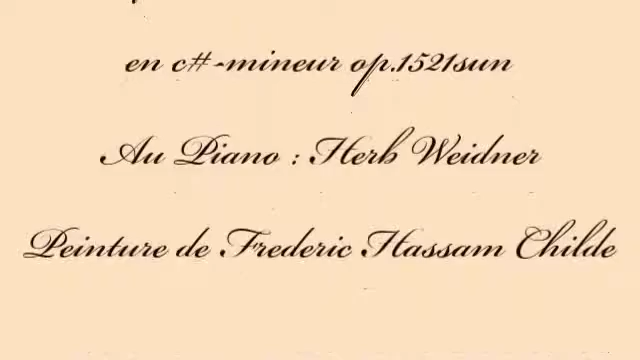 en c#-mineur op.1521sun
Au Piano : Herb Weidner
Peinture de Frederic Hassam Childe